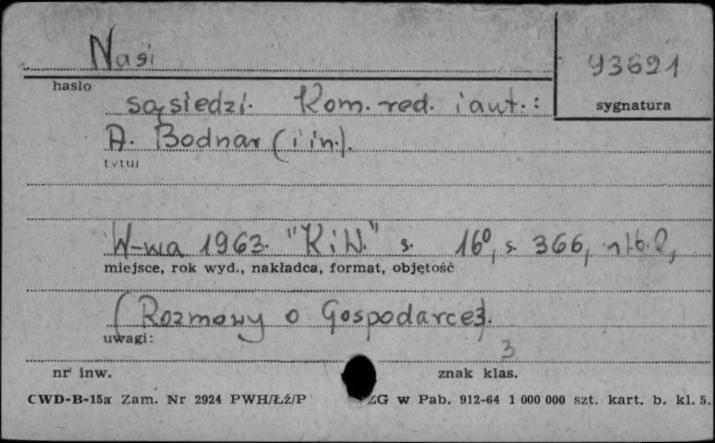 Nasi
93621
hasło
sąsiedzi. Kom. red. i aut.:
sygnatura
A. Bodnar (i in.).
tytuł
W-wa 1963. "KiW." s. 16º, s. 366, nlb. 2,
miejsce, rok wyd., nakładca, format, objętość
(Rozmowy o Gospodarce).
uwagi:
3
nr inw.
znak klas.
CWD-B-15a Zam. Nr 2924 PWH/Łź/P ZG w Pab. 912-64 1 000 000 szt. kart. b. kl. 5.